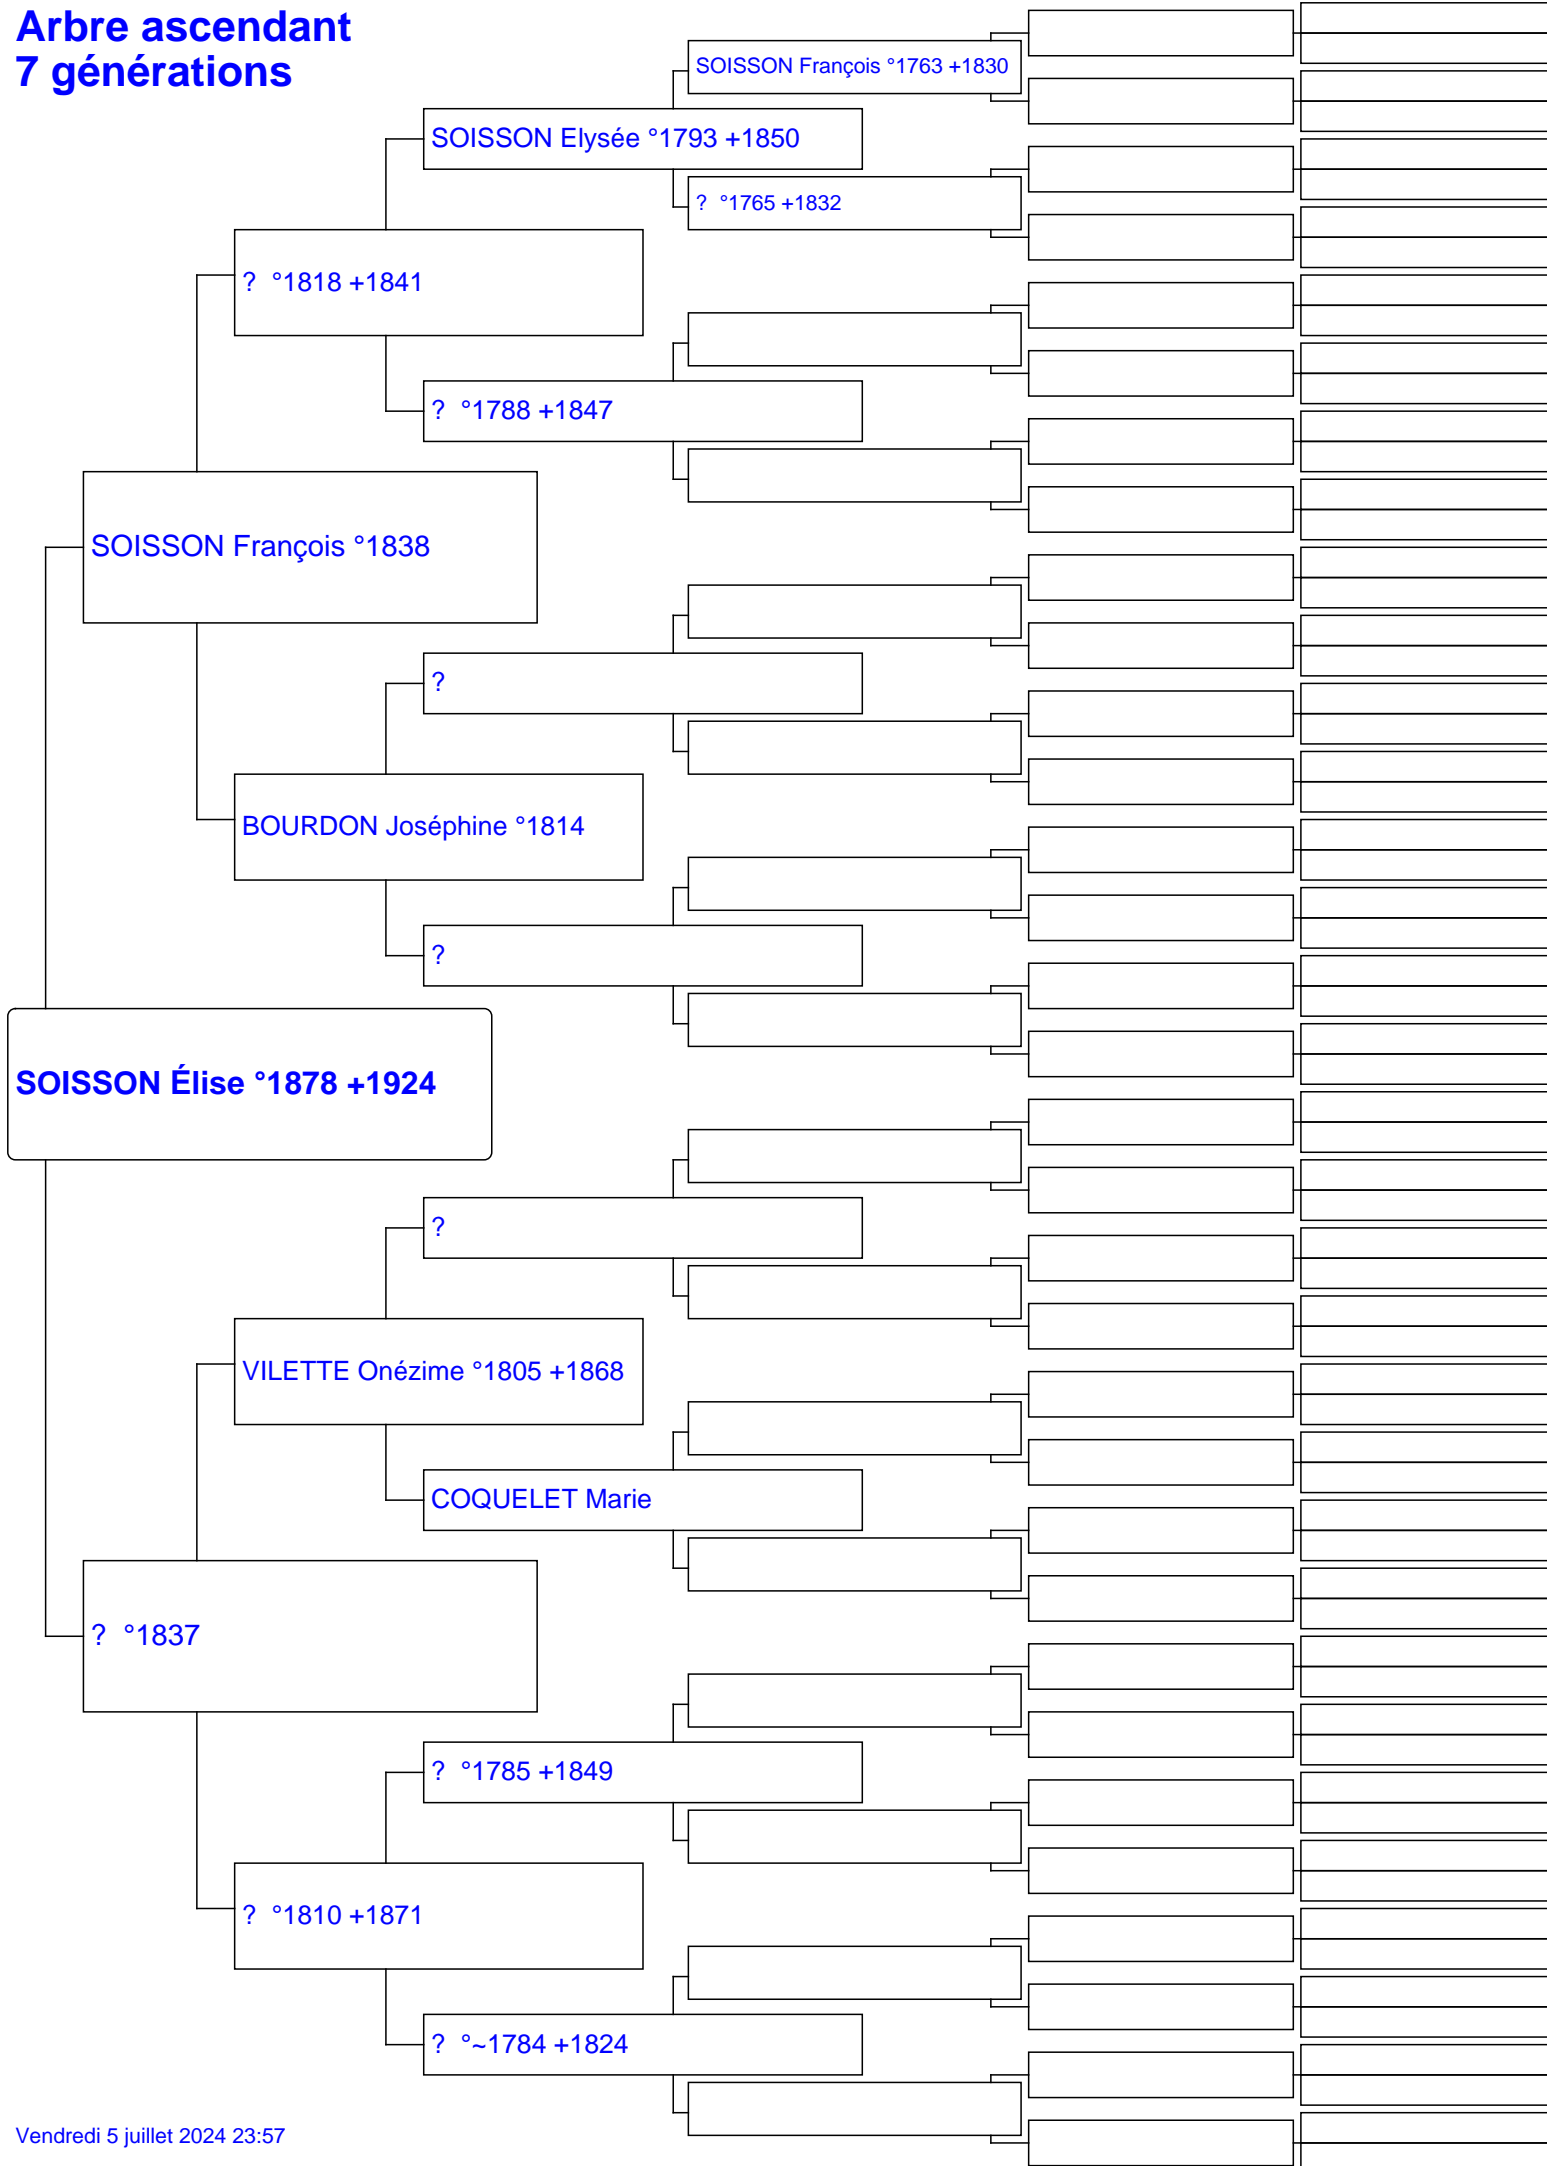 Arbre ascendant
7 générations
SOISSON François °1763 +1830
SOISSON Elysée °1793 +1850
? °1765 +1832
? °1818 +1841
? °1788 +1847
SOISSON François °1838
?
BOURDON Joséphine °1814
?
SOISSON Élise °1878 +1924
?
VILETTE Onézime °1805 +1868
COQUELET Marie
? °1837
? °1785 +1849
? °1810 +1871
? °~1784 +1824
Vendredi 5 juillet 2024 23:57